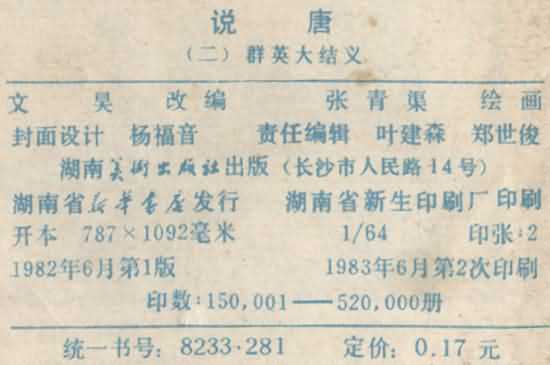 说 唐
（二）群英大结义
文昊 改编 张青渠 绘画
封面设计 杨福音 责任编辑 叶建森 郑世俊
湖南美术出版社出版（长沙市人民路14号）
湖南省新华书店发行 湖南省新生印刷厂印刷
开本 787×1092毫米 1/64 印张:2
1982年6月第1版 1983年6月第2次印刷
印数:150,001——520,000册
统一书号: 8233·281 定价: 0.17 元